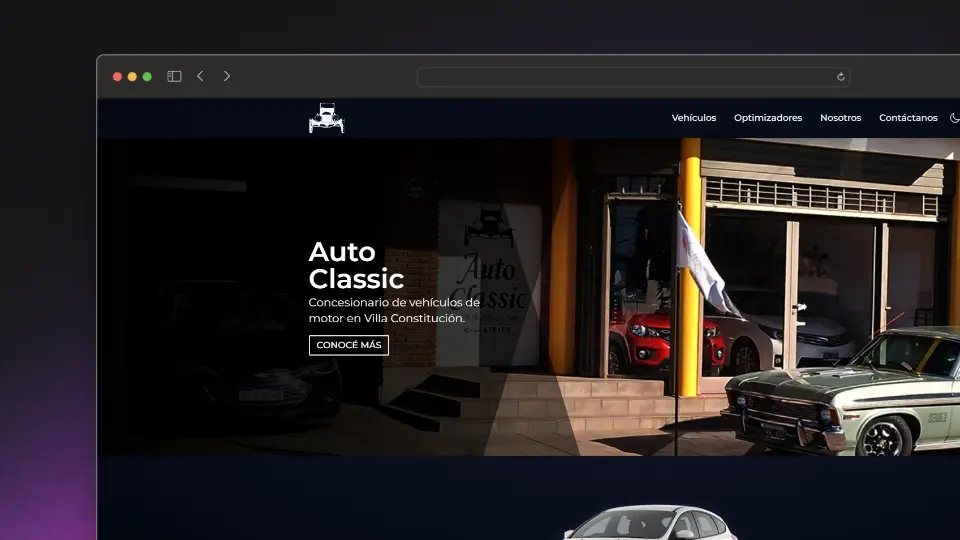 Vehículos Optimizadores Nosotros Contáctanos
Auto
Classic
Concesionario de vehículos de
motor en Villa Constitución.
CONOCÉ MÁS
Auto
Classic